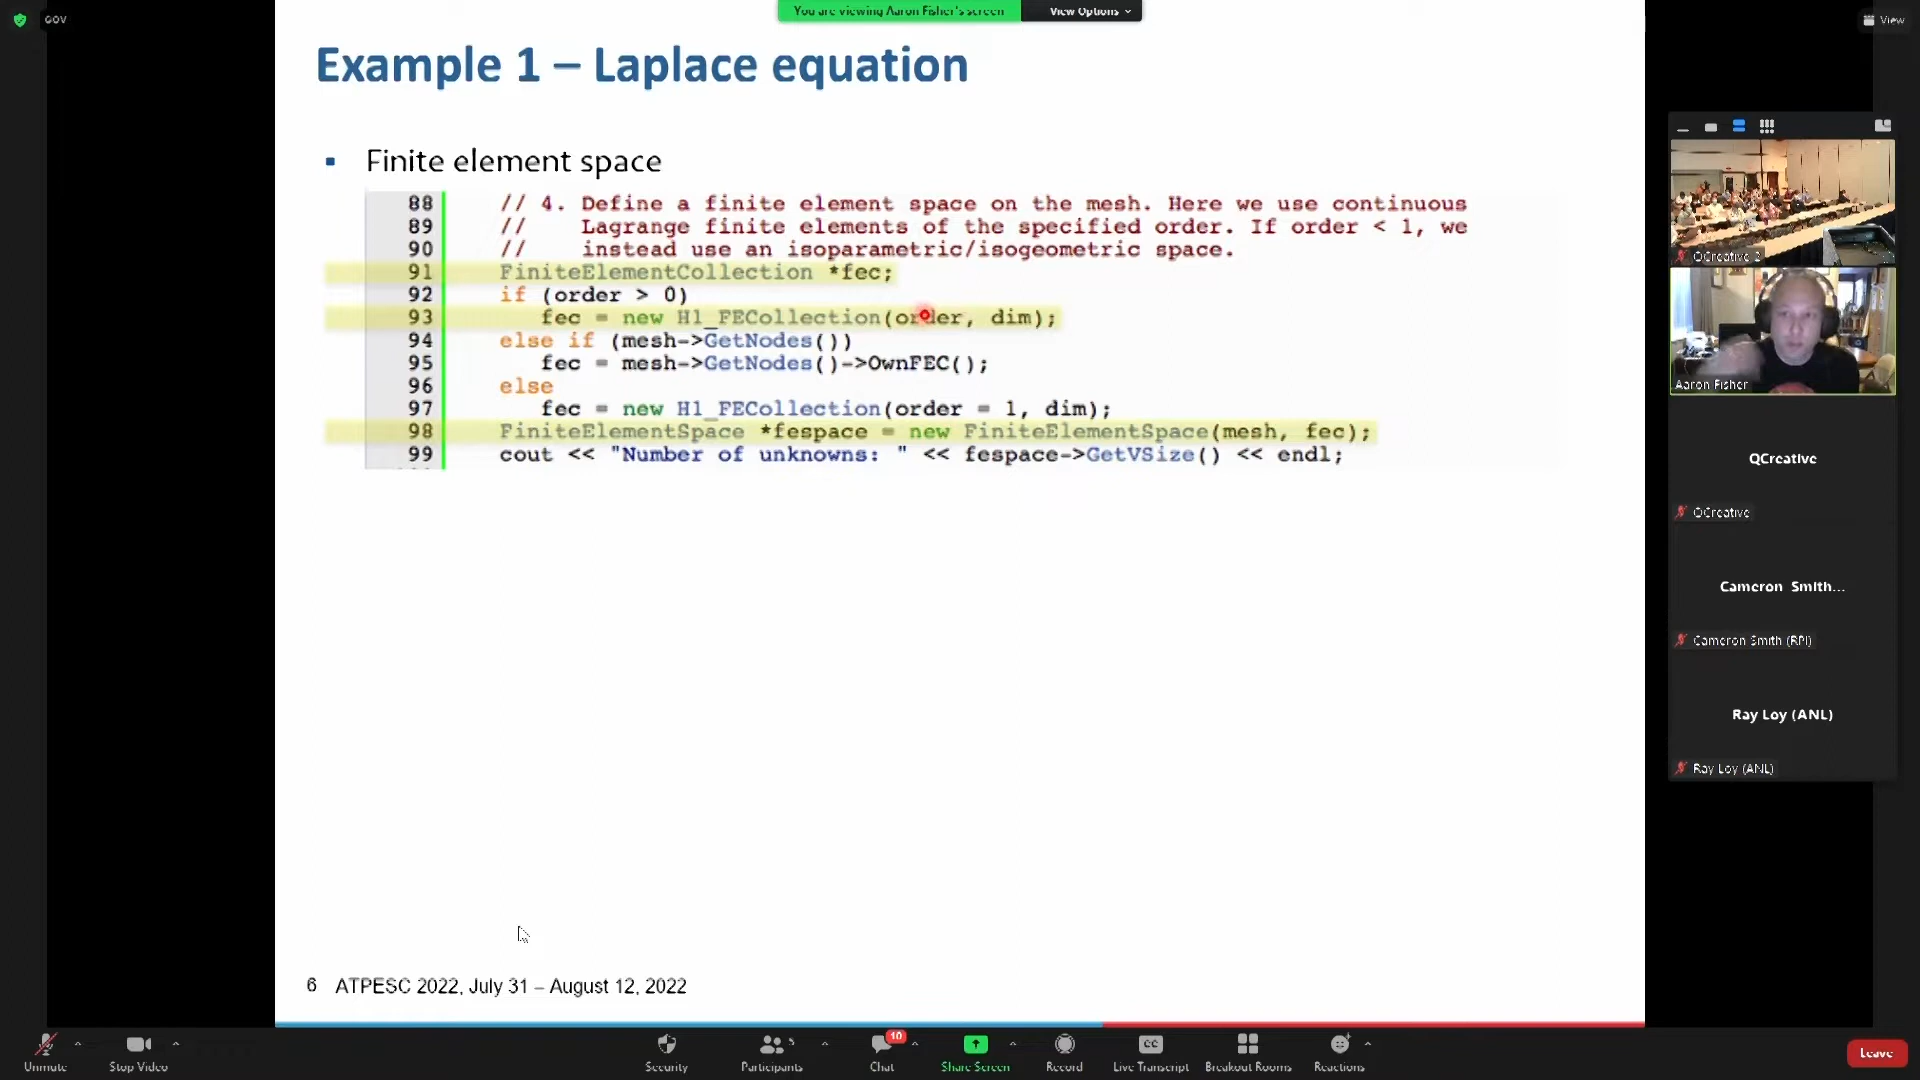 GOV
You are viewing Aaron Fisher's screen
View Options
View
Example 1 – Laplace equation
▪ Finite element space
88 // 4. Define a finite element space on the mesh. Here we use continuous
89 // Lagrange finite elements of the specified order. If order < 1, we
90 // instead use an isoparametric/isogeometric space.
91 FiniteElementCollection *fec;
92 if (order > 0)
93 fec = new H1_FECollection(order, dim);
94 else if (mesh->GetNodes())
95 fec = mesh->GetNodes()->OwnFEC();
96 else
97 fec = new H1_FECollection(order = 1, dim);
98 FiniteElementSpace *fespace = new FiniteElementSpace(mesh, fec);
99 cout << "Number of unknowns: " << fespace->GetVSize() << endl;
6 ATPESC 2022, July 31 – August 12, 2022
QCreative 2
Aaron Fisher
QCreative
QCreative
Cameron Smith...
Cameron Smith (RPI)
Ray Loy (ANL)
Ray Loy (ANL)
Unmute
Stop Video
Security
Participants
10
Chat
Share Screen
Record
CC
Live Transcript
Breakout Rooms
Reactions
Leave